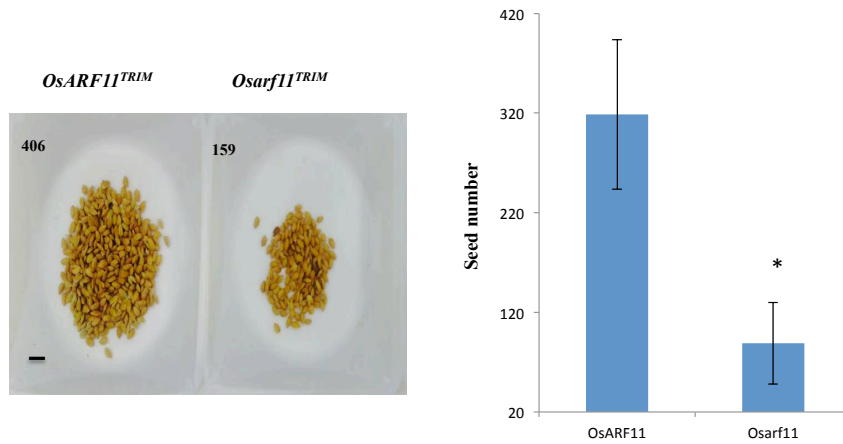 OsARF11TRIM
Osarf11TRIM
406
159
Seed number
420
320
220
120
20
*
OsARF11
Osarf11